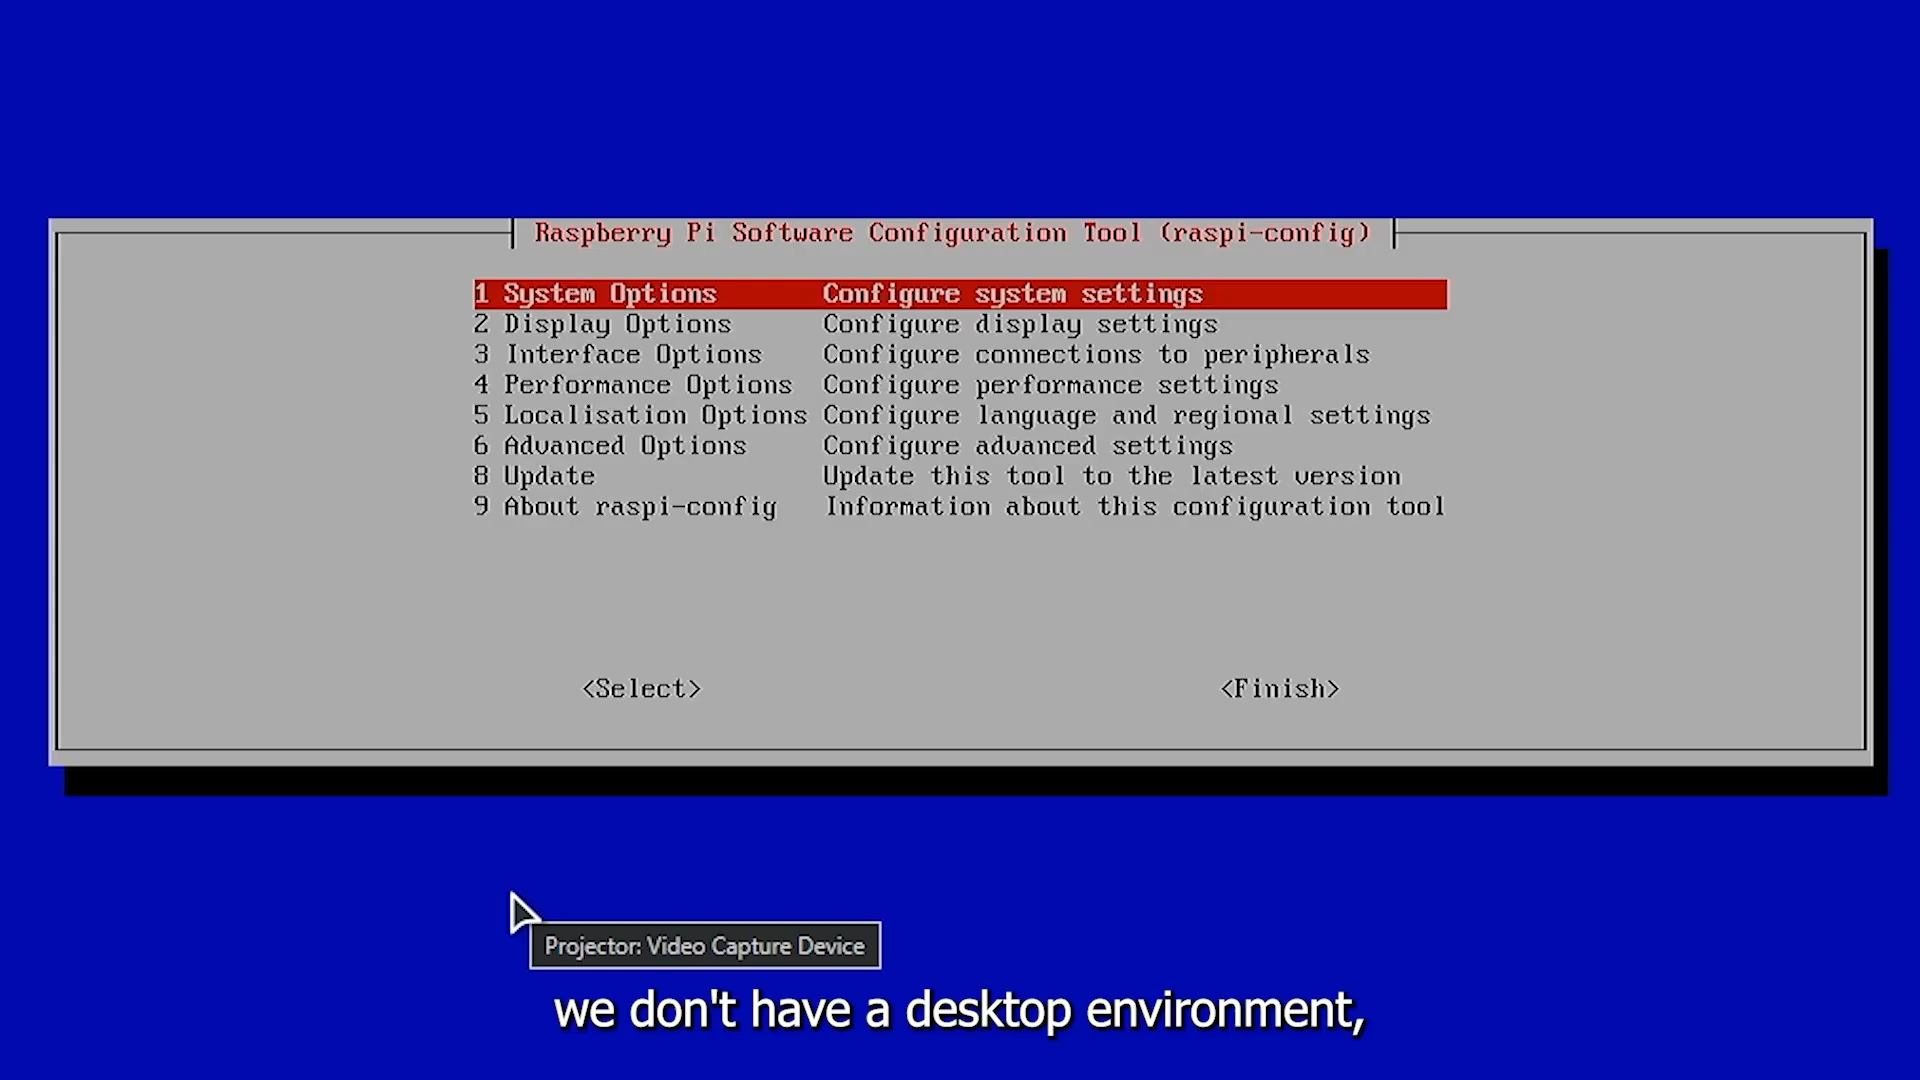 Raspberry Pi Software Configuration Tool (raspi-config)
1 System Options Configure system settings
2 Display Options Configure display settings
3 Interface Options Configure connections to peripherals
4 Performance Options Configure performance settings
5 Localisation Options Configure language and regional settings
6 Advanced Options Configure advanced settings
8 Update Update this tool to the latest version
9 About raspi-config Information about this configuration tool
<Select> <Finish>
Projector: Video Capture Device
we don't have a desktop environment,